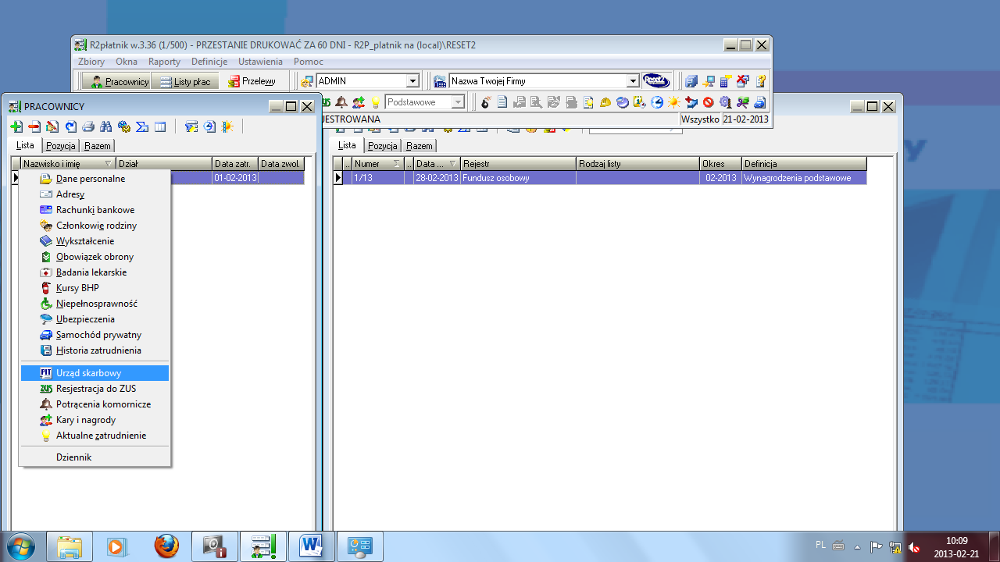 R2płatnik w.3.36 (1/500) - PRZESTANIE DRUKOWAĆ ZA 60 DNI - R2P_platnik na (local)\RESET2
Zbiory Okna Raporty Definicje Ustawienia Pomoc
Pracownicy Listy płac Przelewy ADMIN Nazwa Twojej Firmy Reset2
Podstawowe
JESTROWANA Wszystko 21-02-2013
PRACOWNICY
Lista Pozycja Razem
Nazwisko i imię Dział Data zatr. Data zwol.
01-02-2013
Dane personalne
Adresy
Rachunki bankowe
Członkowie rodziny
Wykształcenie
Obowiązek obrony
Badania lekarskie
Kursy BHP
Niepełnosprawność
Ubezpieczenia
Samochód prywatny
Historia zatrudnienia
PIT Urząd skarbowy
ZUS Resjestracja do ZUS
Potrącenia komornicze
Kary i nagrody
Aktualne zatrudnienie
Dziennik
Lista Pozycja Razem
.. Numer .. Data ... Rejestr Rodzaj listy Okres Definicja
1/13 28-02-2013 Fundusz osobowy 02-2013 Wynagrodzenia podstawowe
PL 10:09
2013-02-21